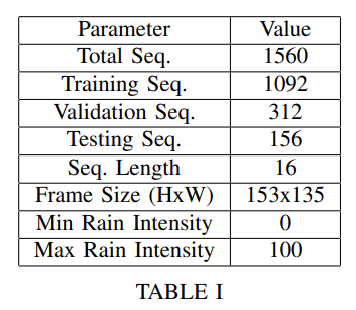 Parameter Value
Total Seq. 1560
Training Seq. 1092
Validation Seq. 312
Testing Seq. 156
Seq. Length 16
Frame Size (HxW) 153x135
Min Rain Intensity 0
Max Rain Intensity 100
TABLE I